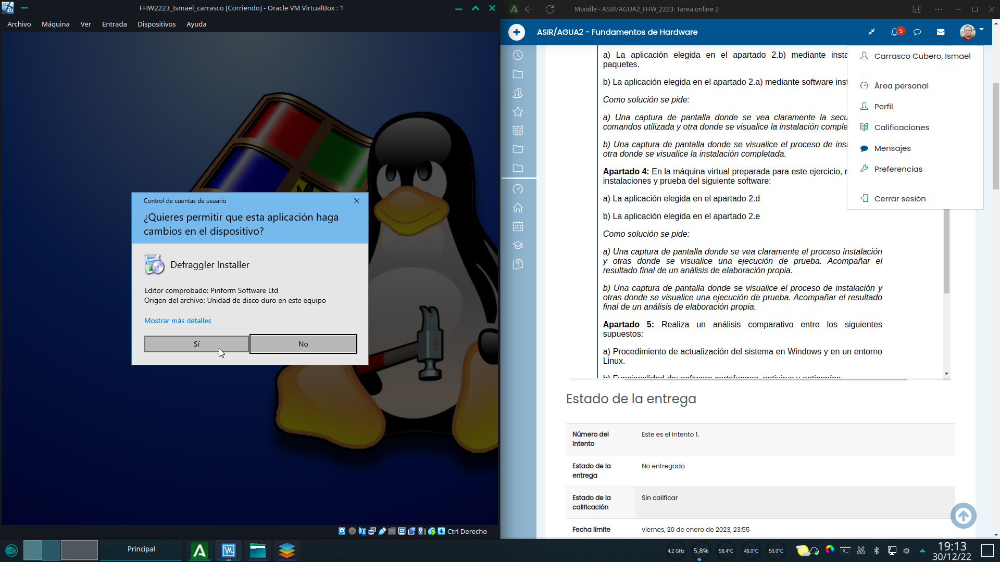 FHW2223_Ismael_carrasco [Corriendo] - Oracle VM VirtualBox : 1
Archivo Máquina Ver Entrada Dispositivos Ayuda
Control de cuentas de usuario
¿Quieres permitir que esta aplicación haga
cambios en el dispositivo?
Defraggler Installer
Editor comprobado: Piriform Software Ltd
Origen del archivo: Unidad de disco duro en este equipo
Mostrar más detalles
Sí No
Ctrl Derecho
Moodle - ASIR/AGUA2_FHW_2223: Tarea online 2
ASIR/AGUA2 - Fundamentos de Hardware
5
a) La aplicación elegida en el apartado 2.b) mediante
paquetes.
b) La aplicación elegida en el apartado 2.a) mediante software
Como solución se pide:
a) Una captura de pantalla donde se vea claramente la
comandos utilizada y otra donde se visualice la instalación
b) Una captura de pantalla donde se visualice el proceso de
otra donde se visualice la instalación completada.
Apartado 4: En la máquina virtual preparada para este ejercicio,
instalaciones y prueba del siguiente software:
a) La aplicación elegida en el apartado 2.d
b) La aplicación elegida en el apartado 2.e
Como solución se pide:
a) Una captura de pantalla donde se vea claramente el proceso instalación
y otras donde se visualice una ejecución de prueba. Acompañar el
resultado final de un análisis de elaboración propia.
b) Una captura de pantalla donde se visualice el proceso de instalación y
otras donde se visualice una ejecución de prueba. Acompañar el resultado
final de un análisis de elaboración propia.
Apartado 5: Realiza un análisis comparativo entre los siguientes
supuestos:
a) Procedimiento de actualización del sistema en Windows y en un entorno
Linux.
b) Funcionalidad de: software cortafuegos, antivirus y antiespías.
Carrasco Cubero, Ismael
Área personal
Perfil
Calificaciones
Mensajes
Preferencias
Cerrar sesión
Estado de la entrega
Número del
intento
Este es el intento 1.
Estado de la
entrega
No entregado
Estado de la
calificación
Sin calificar
Fecha límite viernes, 20 de enero de 2023, 23:55
Principal
4,2 GHz 5,8% 58,4°C 48,0°C 50,0°C
19:13
30/12/22